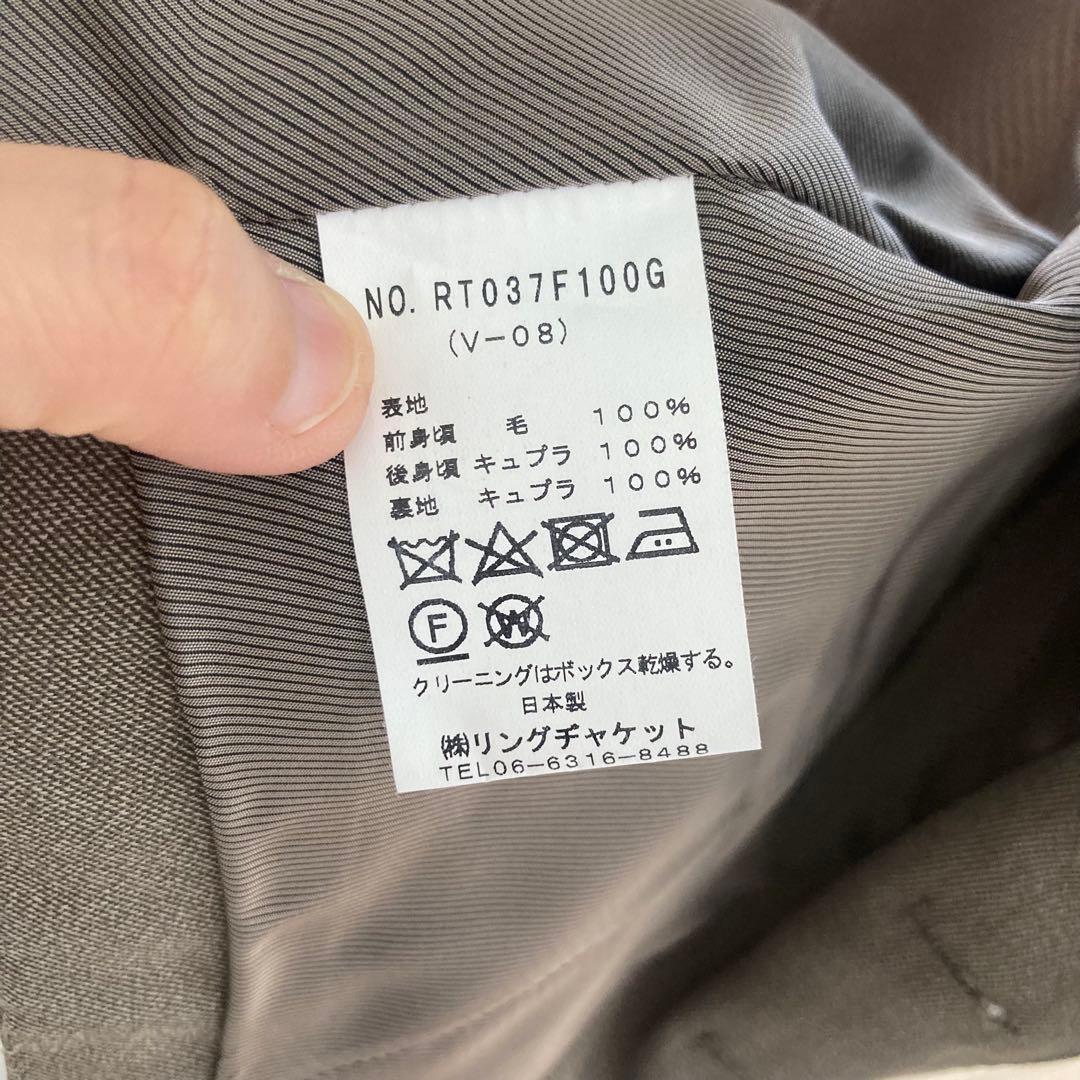 NO. RT037F100G
(V-08)
表地
前身頃 毛 100%
後身頃 キュプラ 100%
裏地 キュプラ 100%
F W
クリーニングはボックス乾燥する。
日本製
㈱リングヂャケット
TEL06-6316-8488